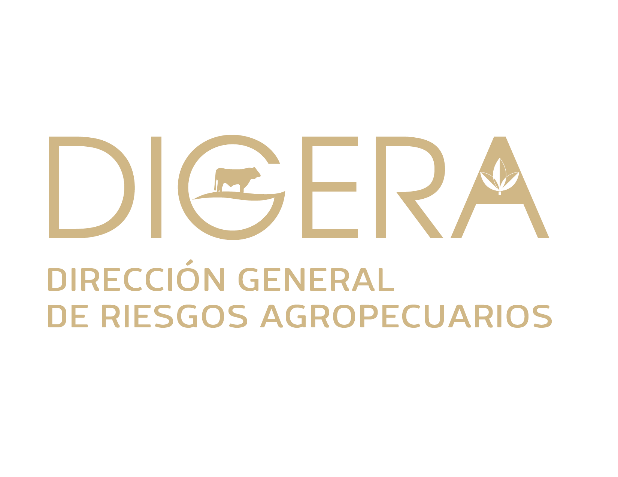 DIGERA
DIRECCIÓN GENERAL
DE RIESGOS AGROPECUARIOS